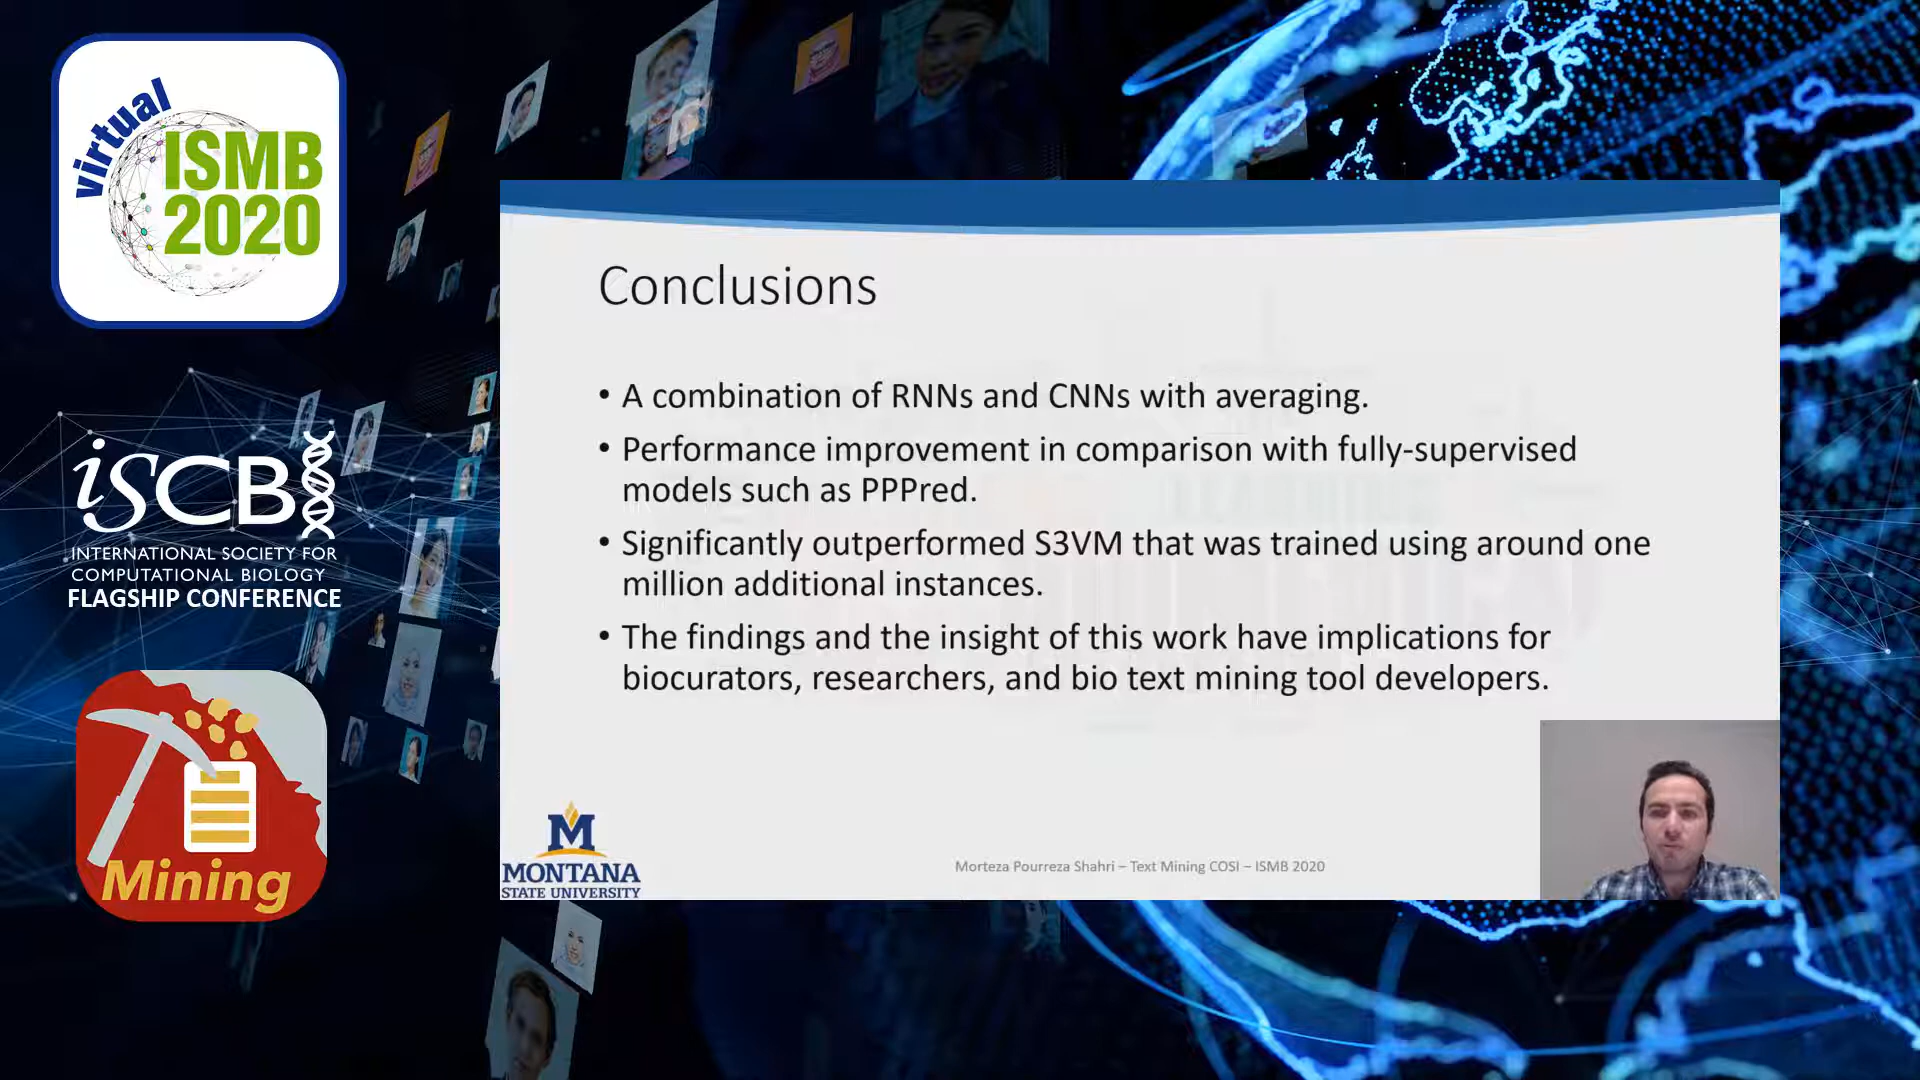 virtual
ISMB
2020
iSCB
INTERNATIONAL SOCIETY FOR
COMPUTATIONAL BIOLOGY
FLAGSHIP CONFERENCE
Mining
Conclusions
• A combination of RNNs and CNNs with averaging.
• Performance improvement in comparison with fully-supervised
models such as PPPred.
• Significantly outperformed S3VM that was trained using around one
million additional instances.
• The findings and the insight of this work have implications for
biocurators, researchers, and bio text mining tool developers.
M
MONTANA
STATE UNIVERSITY
Morteza Pourreza Shahri – Text Mining COSI – ISMB 2020